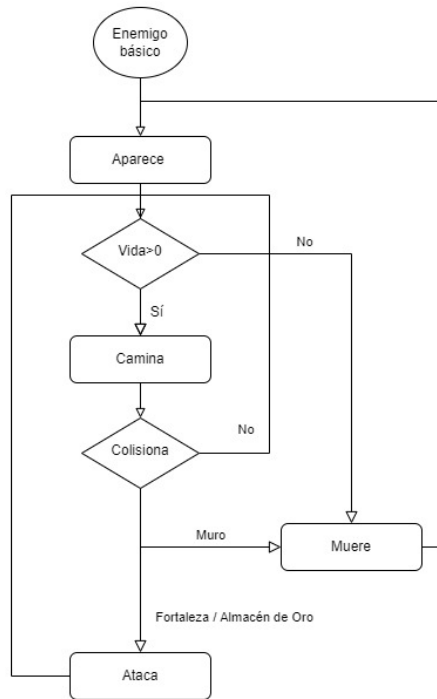 Enemigo
básico
Aparece
Vida>0
No
Sí
Camina
Colisiona
No
Muro
Muere
Fortaleza / Almacén de Oro
Ataca